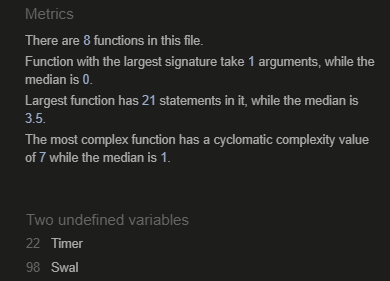 Metrics
There are 8 functions in this file.
Function with the largest signature take 1 arguments, while the
median is 0.
Largest function has 21 statements in it, while the median is
3.5.
The most complex function has a cyclomatic complexity value
of 7 while the median is 1.
Two undefined variables
22 Timer
98 Swal